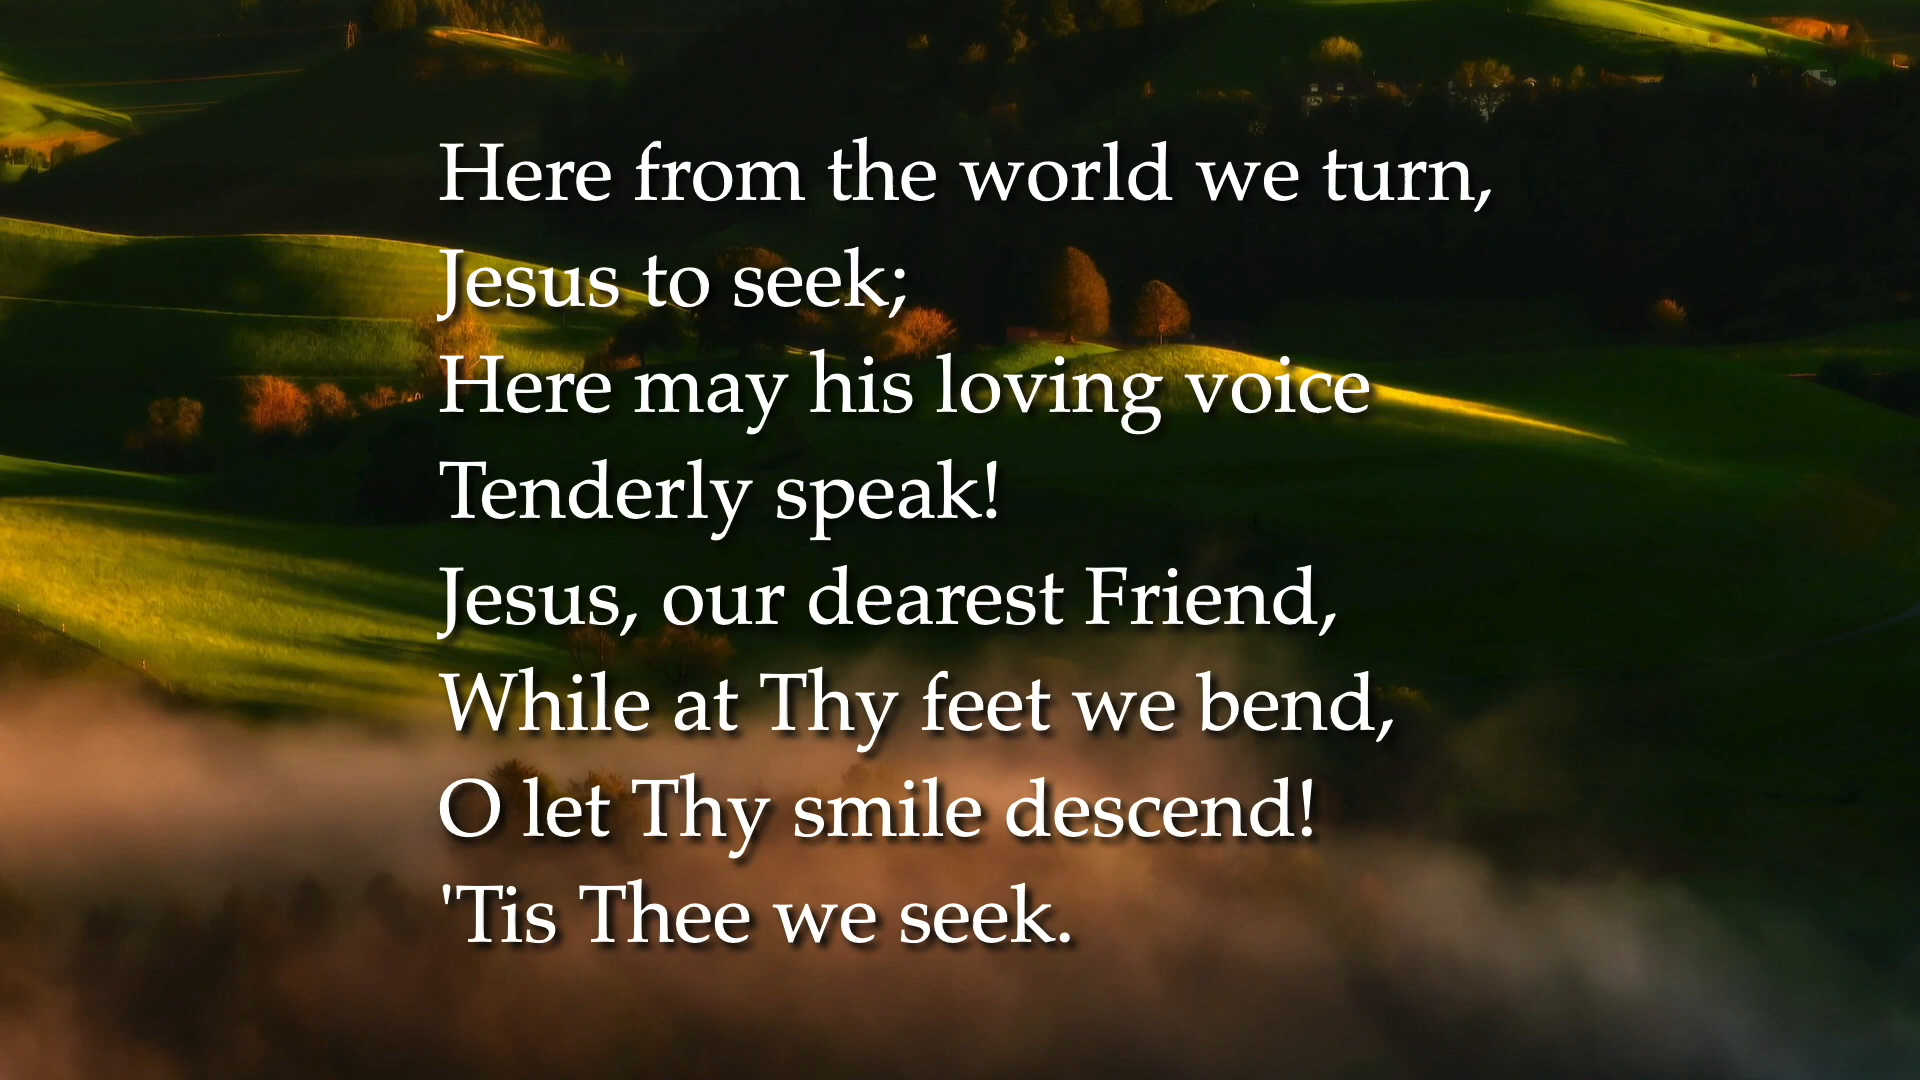 Here from the world we turn,
Jesus to seek;
Here may his loving voice
Tenderly speak!
Jesus, our dearest Friend,
While at Thy feet we bend,
O let Thy smile descend!
'Tis Thee we seek.